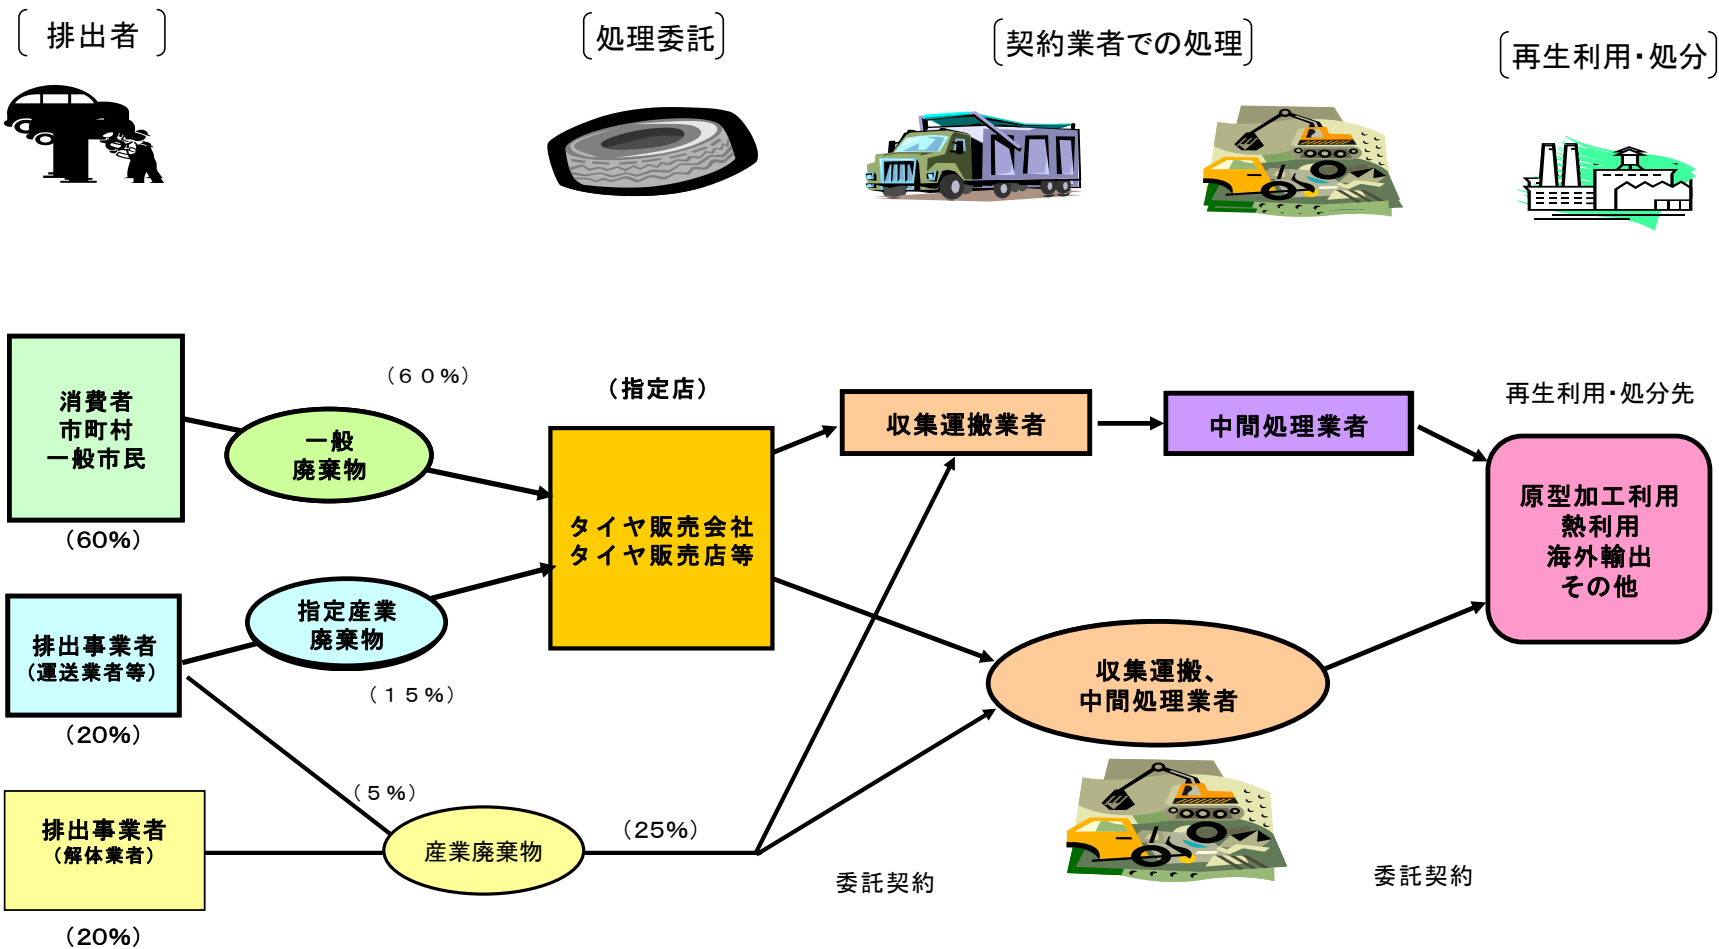 排出者
処理委託
契約業者での処理
再生利用・処分
消費者
市町村
一般市民
（60%）
（６０%）
一般
廃棄物
（指定店）
タイヤ販売会社
タイヤ販売店等
収集運搬業者
中間処理業者
再生利用・処分先
原型加工利用
熱利用
海外輸出
その他
排出事業者
（運送業者等）
（20%）
指定産業
廃棄物
（１５%）
収集運搬、
中間処理業者
排出事業者
（解体業者）
（20%）
（５%）
産業廃棄物
（25%）
委託契約
委託契約